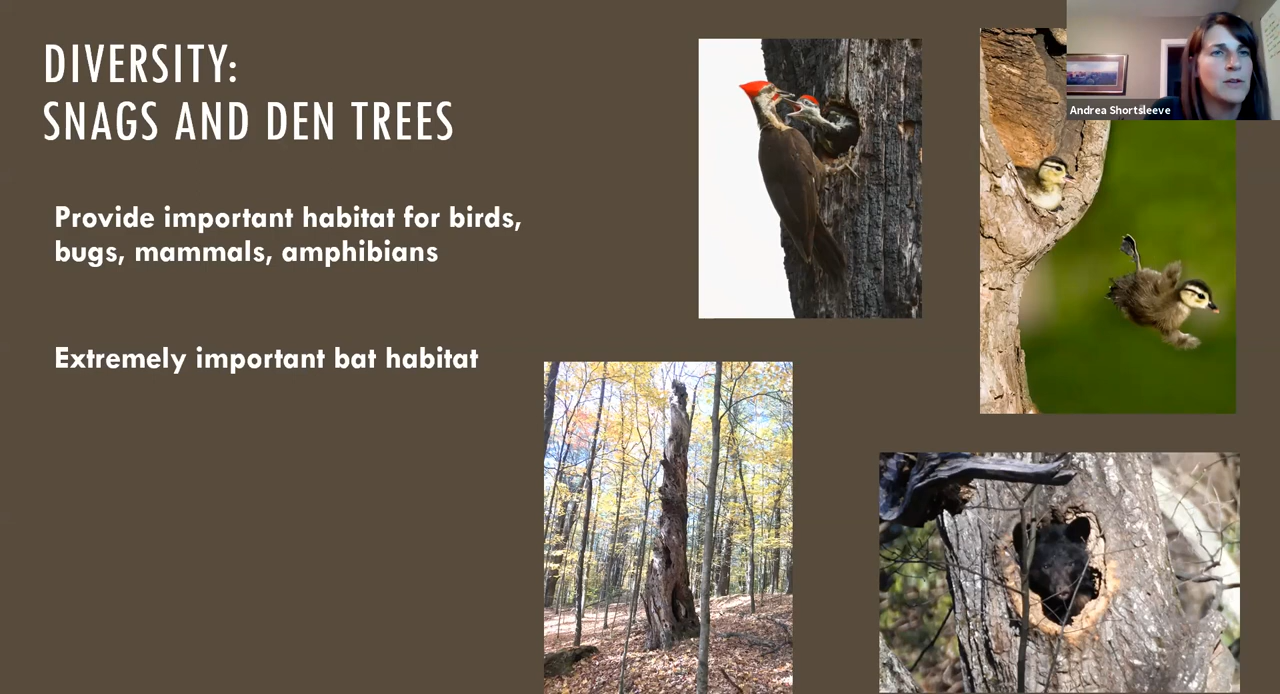 DIVERSITY:
SNAGS AND DEN TREES
Provide important habitat for birds,
bugs, mammals, amphibians
Extremely important bat habitat
Andrea Shortsleeve